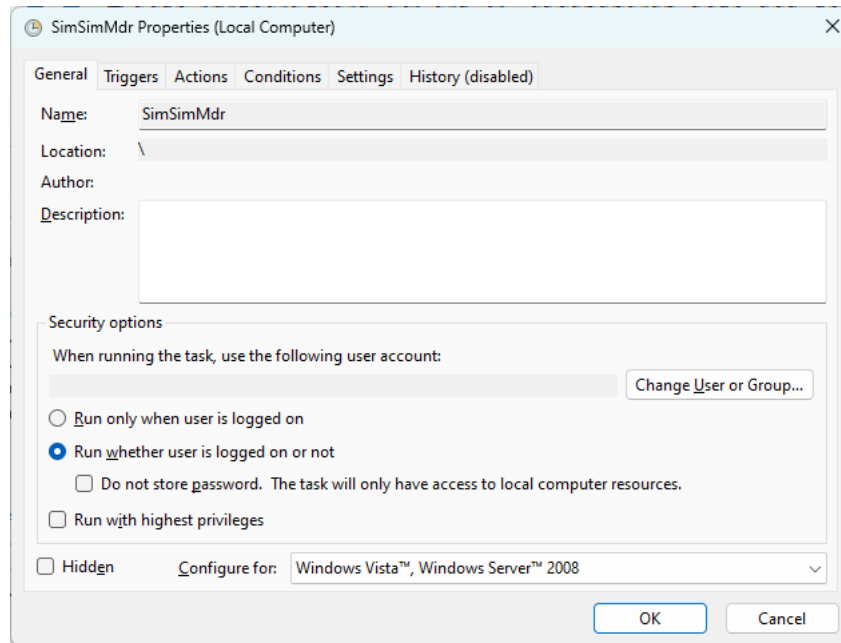 SimSimMdr Properties (Local Computer)
General Triggers Actions Conditions Settings History (disabled)
Name: SimSimMdr
Location: \
Author:
Description:
Security options
When running the task, use the following user account:
Change User or Group...
Run only when user is logged on
Run whether user is logged on or not
Do not store password. The task will only have access to local computer resources.
Run with highest privileges
Hidden Configure for: Windows Vista™, Windows Server™ 2008
OK Cancel